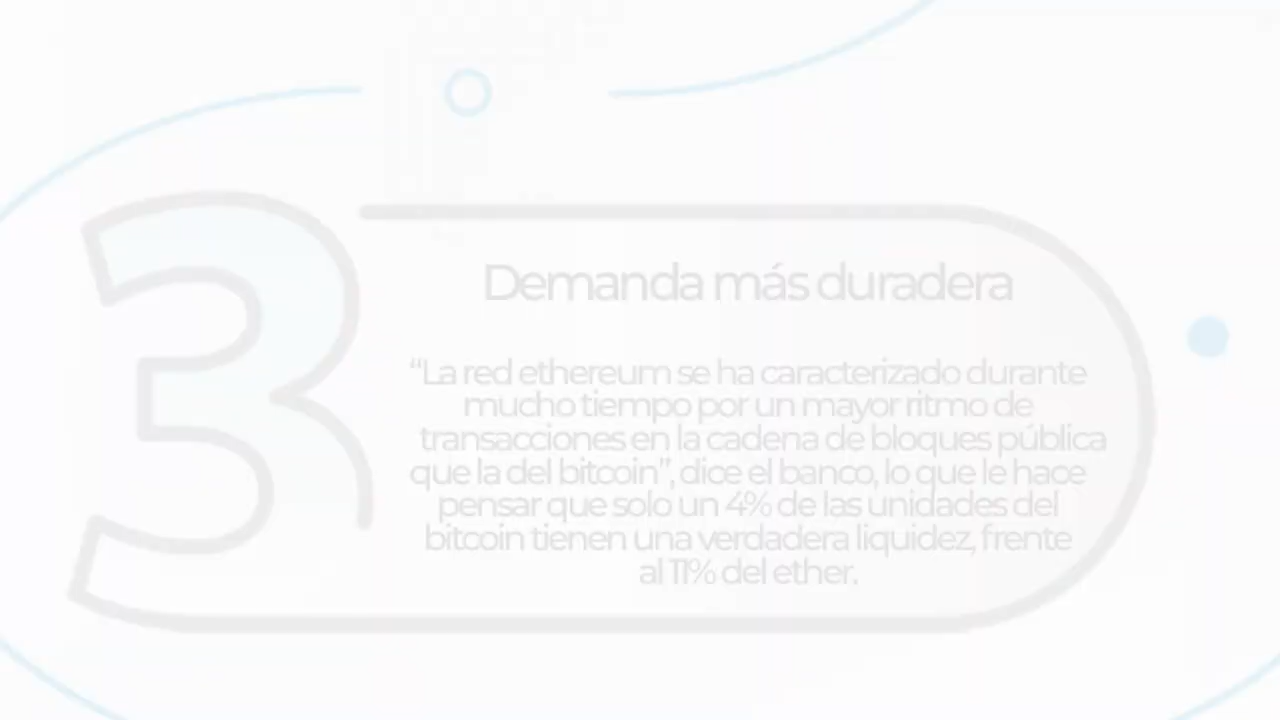 3
Demanda más duradera
“La red ethereum se ha caracterizado durante
mucho tiempo por un mayor ritmo de
transacciones en la cadena de bloques pública
que la del bitcoin”, dice el banco, lo que le hace
pensar que solo un 4% de las unidades del
bitcoin tienen una verdadera liquidez, frente
al 11% del ether.